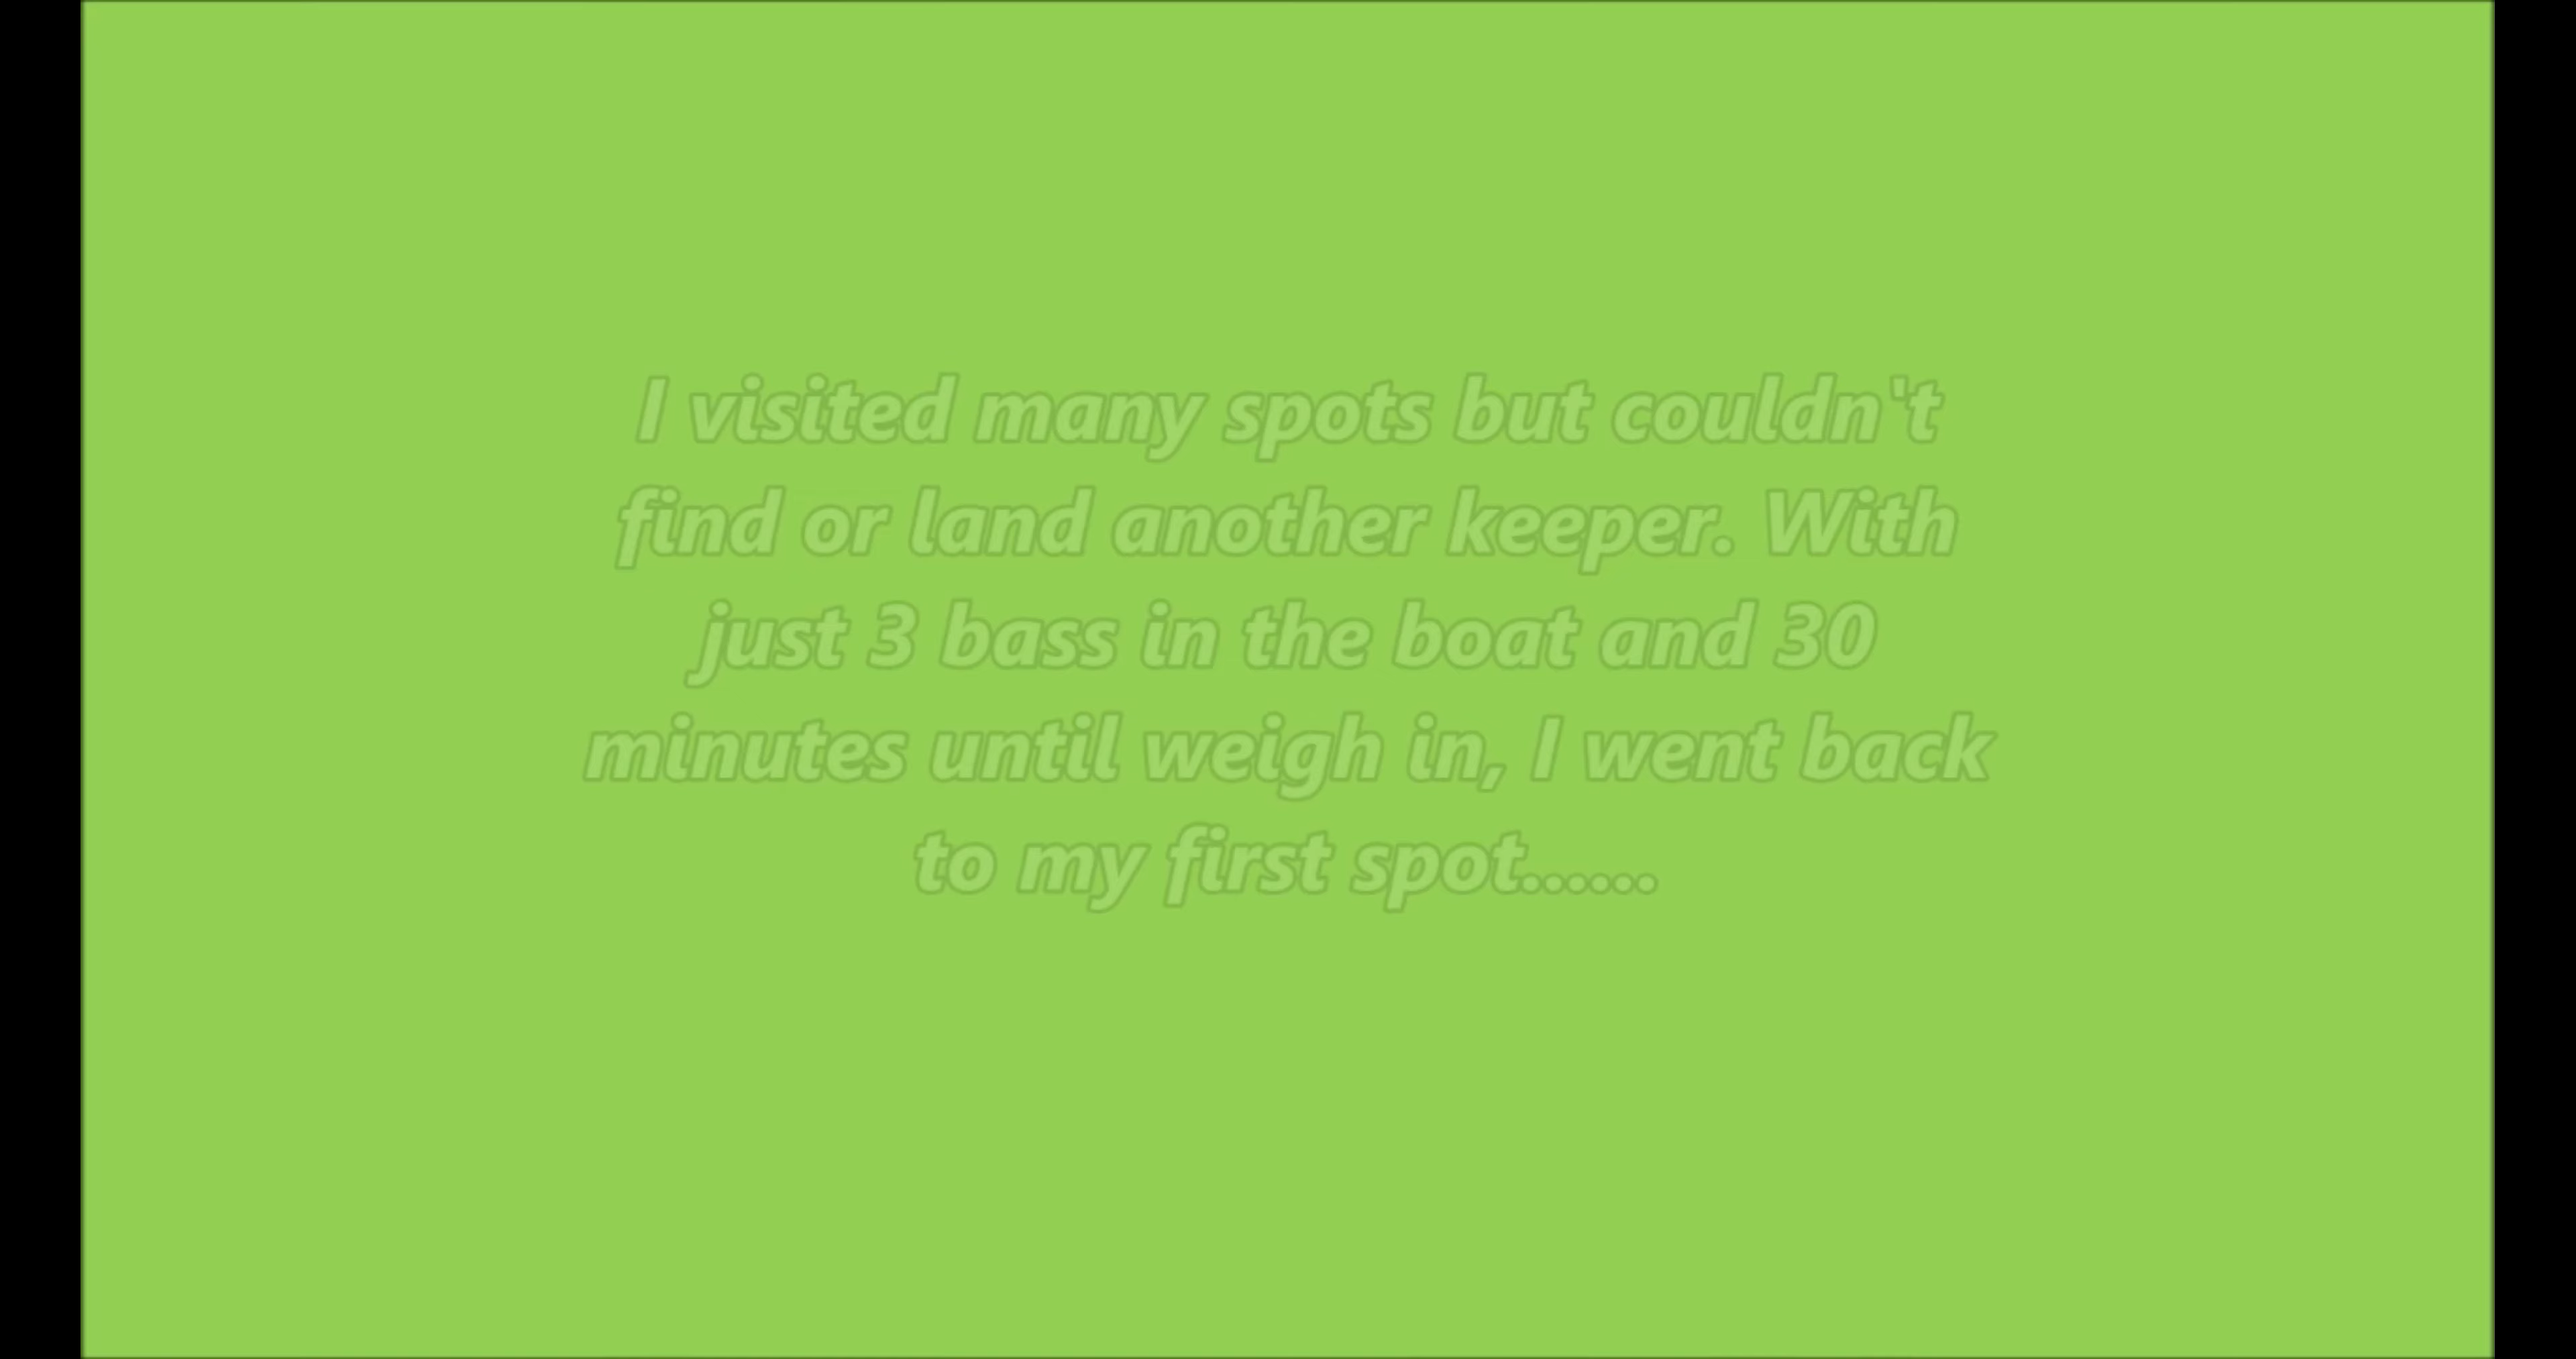 I visited many spots but couldn't
find or land another keeper. With
just 3 bass in the boat and 30
minutes until weigh in, I went back
to my first spot......